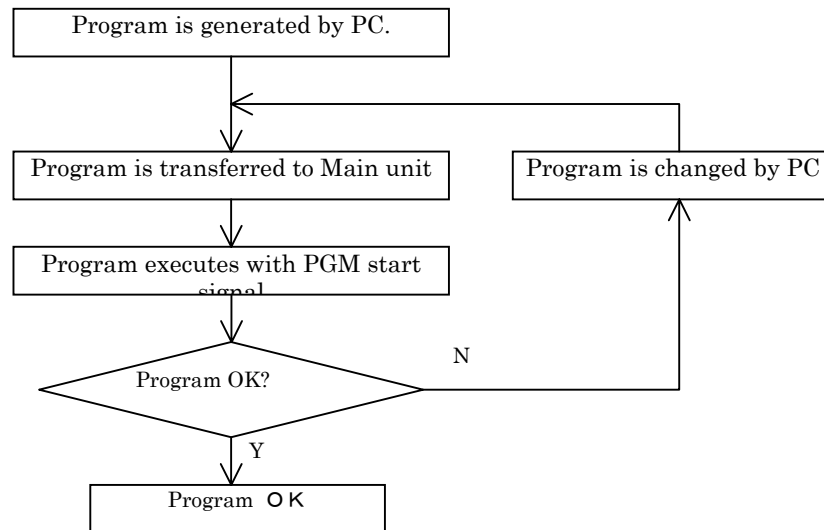 Program is generated by PC.
Program is transferred to Main unit
Program is changed by PC
Program executes with PGM start
signal
N
Program OK?
Y
Program ＯＫ